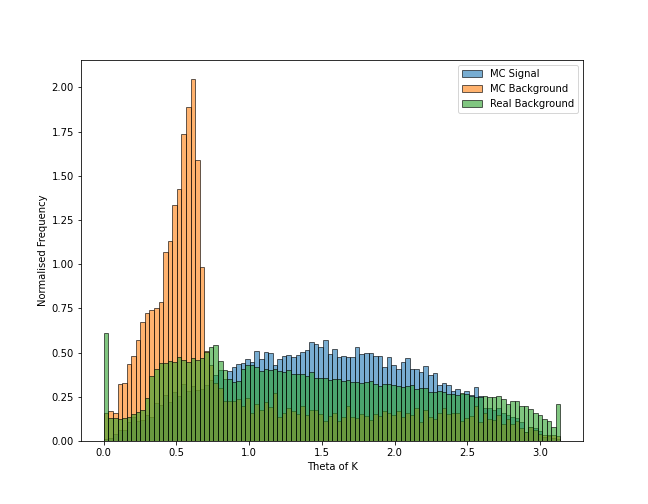 MC Signal
MC Background
Real Background
Normalised Frequency
2.00
1.75
1.50
1.25
1.00
0.75
0.50
0.25
0.00
0.0 0.5 1.0 1.5 2.0 2.5 3.0
Theta of K